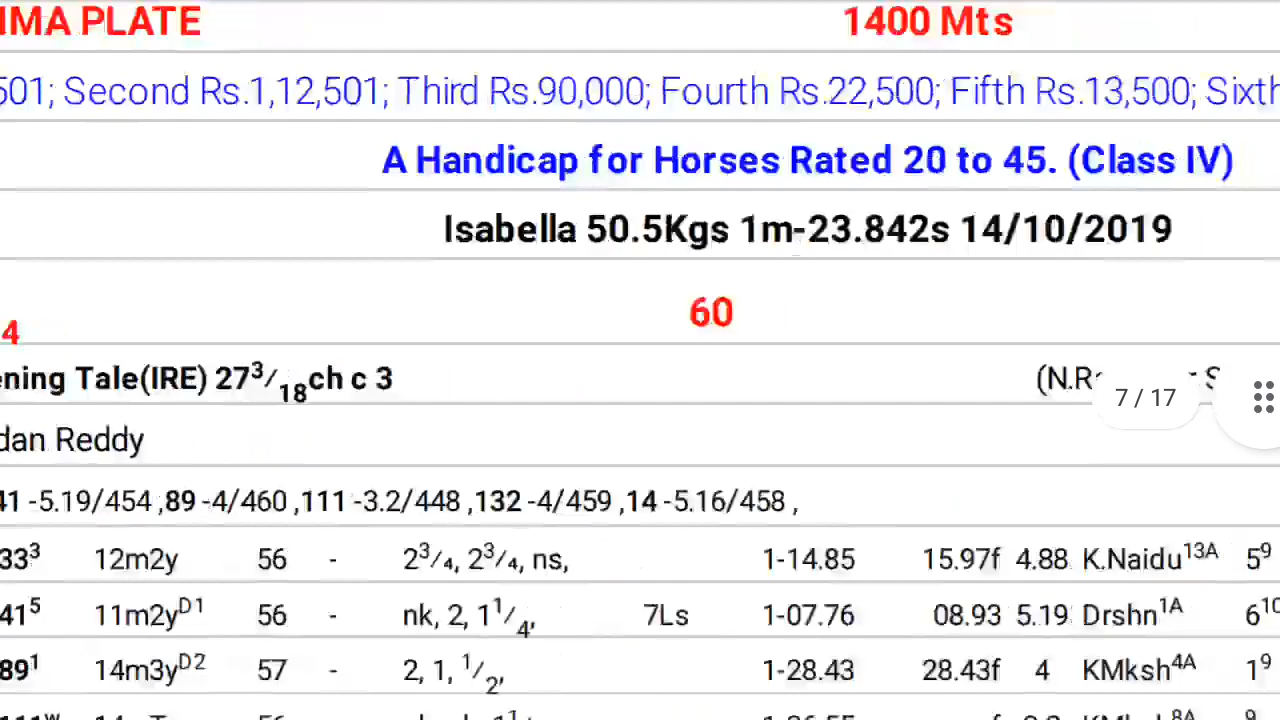 IMA PLATE 1400 Mts
501; Second Rs.1,12,501; Third Rs.90,000; Fourth Rs.22,500; Fifth Rs.13,500; Sixth
A Handicap for Horses Rated 20 to 45. (Class IV)
Isabella 50.5Kgs 1m-23.842s 14/10/2019
4 60
ening Tale(IRE) 27³/₁₈ch c 3 (N.R
7 / 17
dan Reddy
41 -5.19/454 ,89 -4/460 ,111 -3.2/448 ,132 -4/459 ,14 -5.16/458 ,
33³ 12m2y 56 - 2³/₄, 2³/₄, ns, 1-14.85 15.97f 4.88 K.Naidu¹³ᴬ 5⁹
41⁵ 11m2yᴰ¹ 56 - nk, 2, 1¹/₄, 7Ls 1-07.76 08.93 5.19 Drshn¹ᴬ 6¹⁰
89¹ 14m3yᴰ² 57 - 2, 1, ¹/₂, 1-28.43 28.43f 4 KMksh⁴ᴬ 1⁹